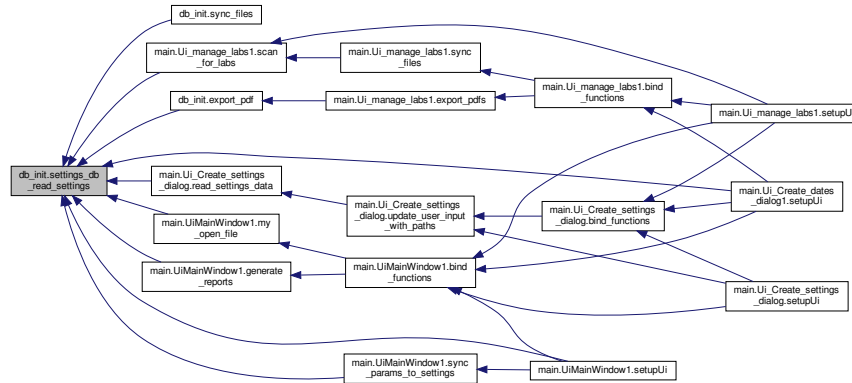 db_init.sync_files
main.Ui_manage_labs1.scan
_for_labs
main.Ui_manage_labs1.sync
_files
main.Ui_manage_labs1.bind
_functions
db_init.export_pdf
main.Ui_manage_labs1.export_pdfs
main.Ui_manage_labs1.setupUi
db_init.settings_db
_read_settings
main.Ui_Create_settings
_dialog.read_settings_data
main.Ui_Create_settings
_dialog.update_user_input
_with_paths
main.Ui_Create_settings
_dialog.bind_functions
main.Ui_Create_dates
_dialog1.setupUi
main.UiMainWindow1.my
_open_file
main.UiMainWindow1.generate
_reports
main.UiMainWindow1.bind
_functions
main.Ui_Create_settings
_dialog.setupUi
main.UiMainWindow1.sync
_params_to_settings
main.UiMainWindow1.setupUi